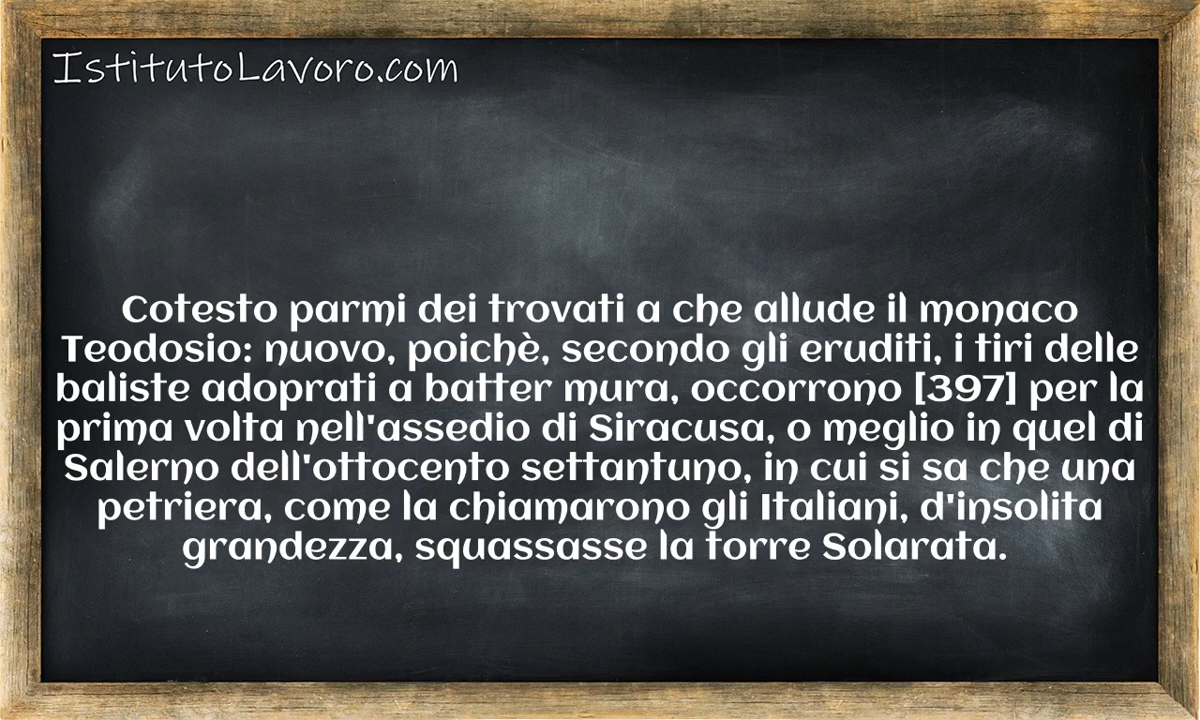 IstitutoLavoro.com
Cotesto parmi dei trovati a che allude il monaco
Teodosio: nuovo, poichè, secondo gli eruditi, i tiri delle
baliste adoprati a batter mura, occorrono [397] per la
prima volta nell'assedio di Siracusa, o meglio in quel di
Salerno dell'ottocento settantuno, in cui si sa che una
petriera, come la chiamarono gli Italiani, d'insolita
grandezza, squassasse la torre Solarata.